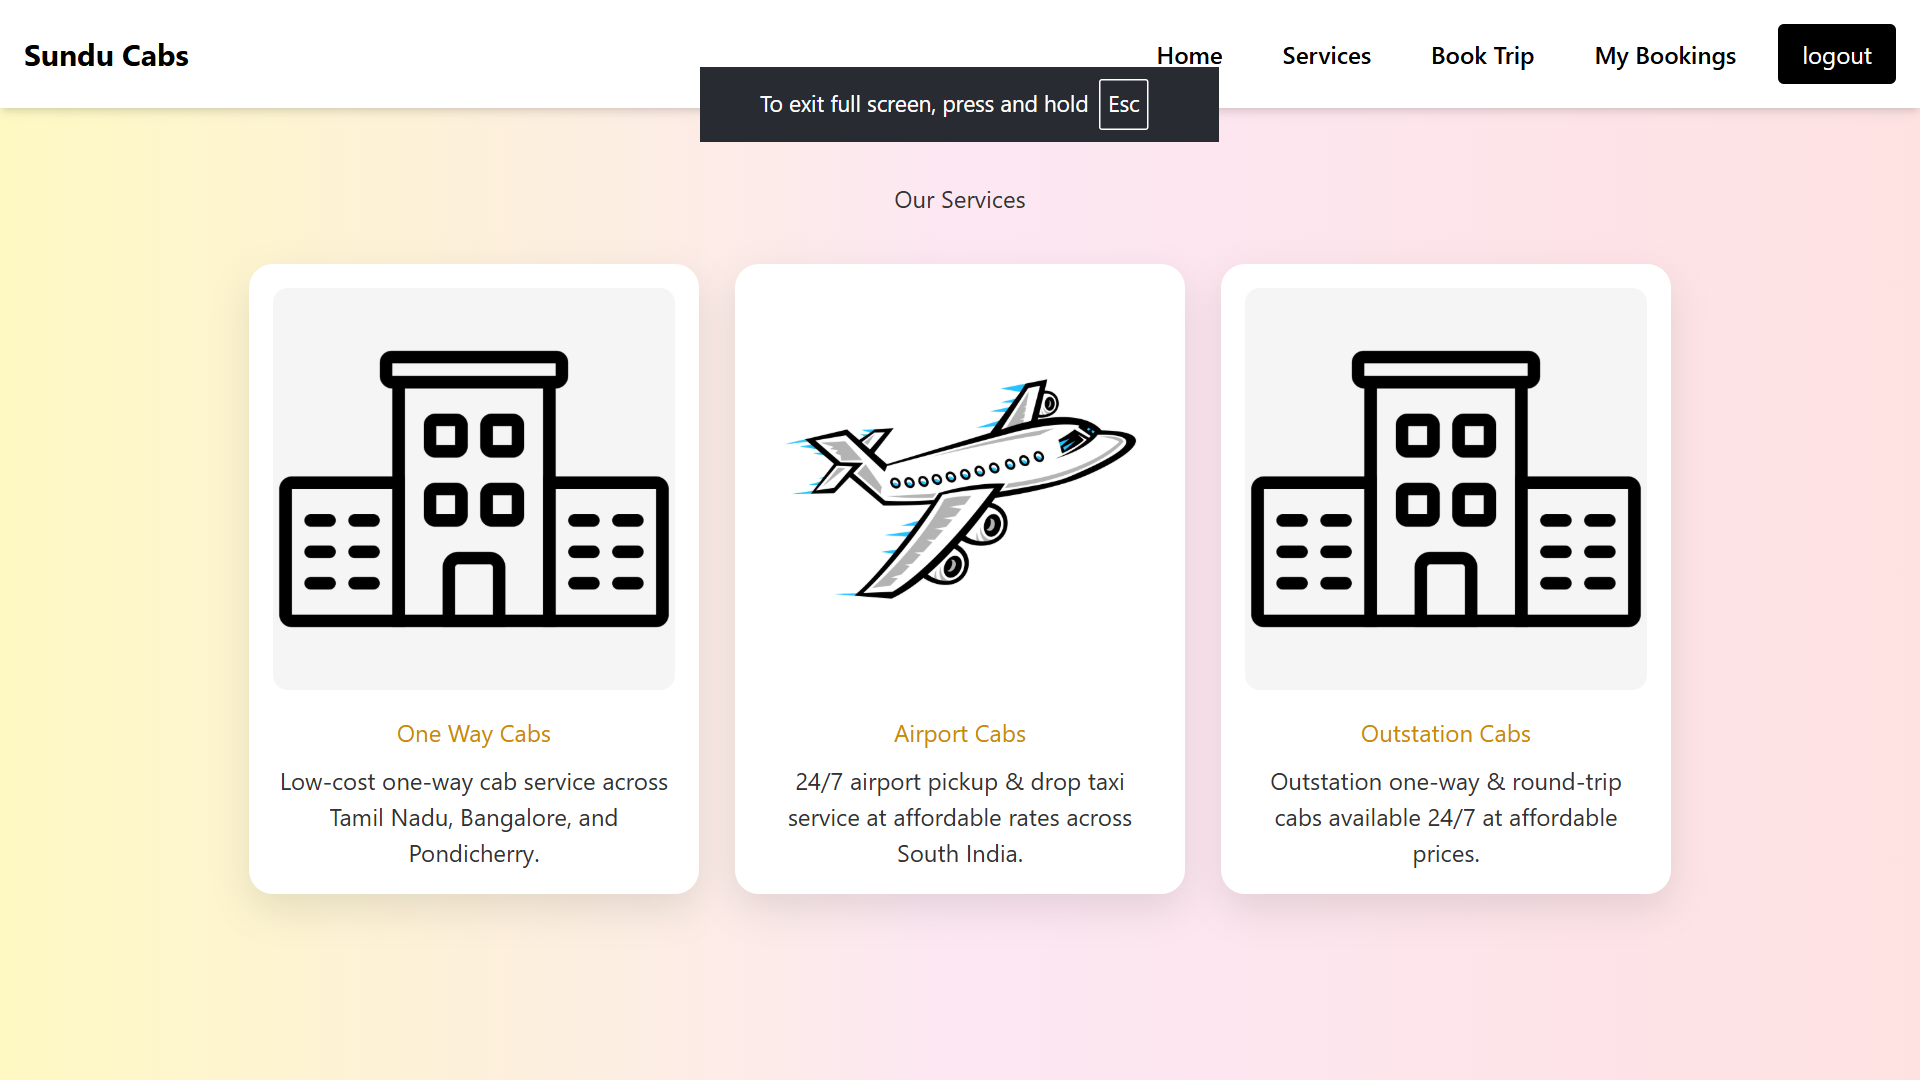 Sundu Cabs
Home
Services
Book Trip
My Bookings
logout
To exit full screen, press and hold Esc
Our Services
One Way Cabs
Low-cost one-way cab service across
Tamil Nadu, Bangalore, and
Pondicherry.
Airport Cabs
24/7 airport pickup & drop taxi
service at affordable rates across
South India.
Outstation Cabs
Outstation one-way & round-trip
cabs available 24/7 at affordable
prices.